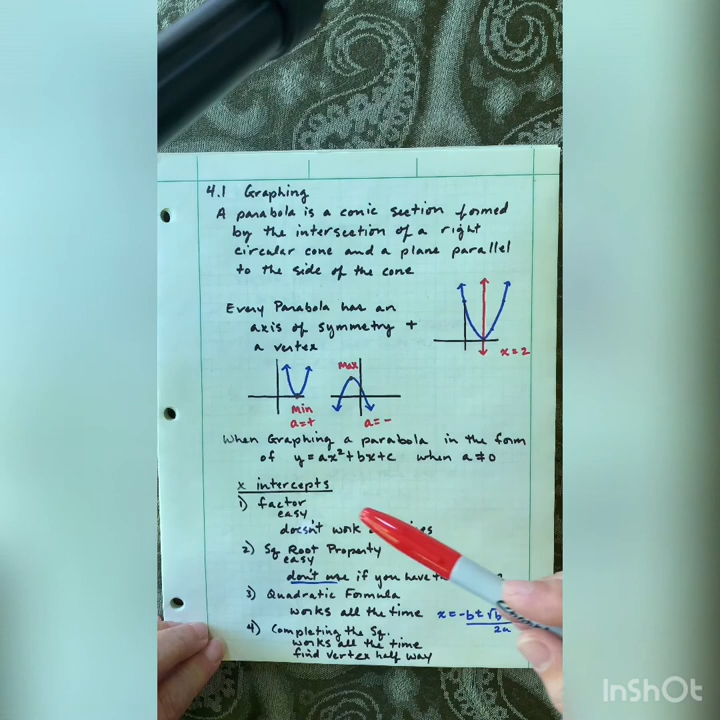 4.1 Graphing
A parabola is a conic section formed
by the intersection of a right
circular cone and a plane parallel
to the side of the cone
Every Parabola has an
axis of symmetry +
a vertex
x=2
Max
min
a=+
a=-
When Graphing a parabola in the form
of y=ax²+bx+c when a≠0
x intercepts
1) factor
easy
doesn't work
2) Sq Root Property
easy
don't use if you have
3) Quadratic Formula
works all the time x=-b±√b
2a
4) Completing the Sq.
works all the time
find vertex half way
InShOt